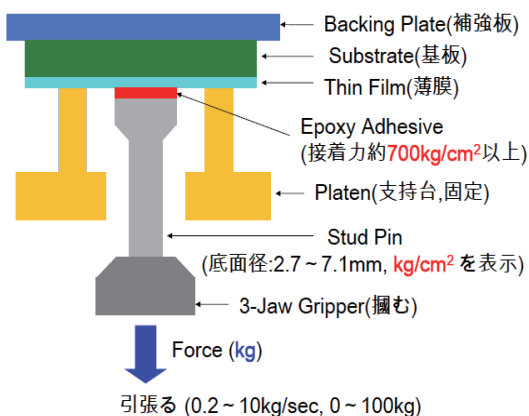 Backing Plate(補強板)
Substrate(基板)
Thin Film(薄膜)
Epoxy Adhesive
(接着力約700kg/cm²以上)
Platen(支持台,固定)
Stud Pin
(底面径:2.7~7.1mm, kg/cm² を表示)
3-Jaw Gripper(掴む)
Force (kg)
引張る (0.2~10kg/sec, 0~100kg)